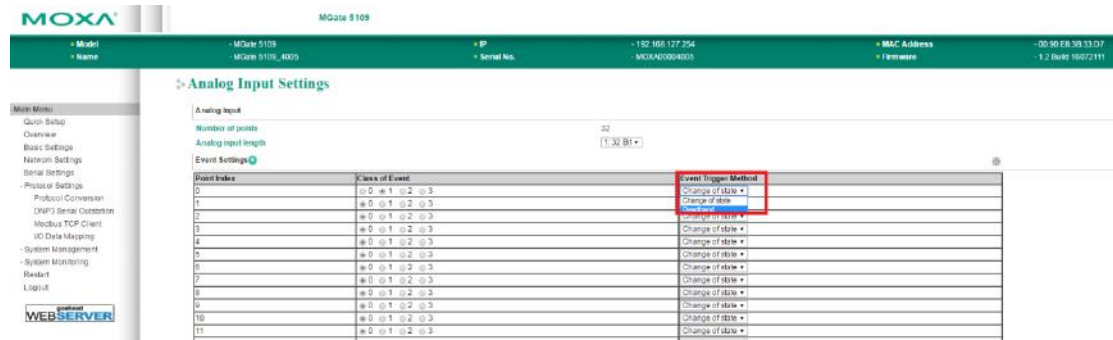 MOXA
MGate 5109
Model - MGate 5109 IP - 192.168.127.254 MAC Address - 00:90:E8:3B:33:D7
Name - MGate 5109_4005 Serial No. - MOXA00004005 Firmware - 1.2 Build 16072111
Analog Input Settings
Main Menu
Quick Setup
Overview
Basic Settings
Network Settings
Serial Settings
- Protocol Settings
Protocol Conversion
DNP3 Serial Outstation
Modbus TCP Client
I/O Data Mapping
- System Management
- System Monitoring
Restart
Logout
goahead
WEBSERVER
Analog Input
Number of points 32
Analog input length 1: 32 Bit
Event Settings
Point Index Class of Event Event Trigger Method
0 0 1 2 3 Change of state
Change of state
Deadband
1 0 1 2 3
2 0 1 2 3 Change of state
3 0 1 2 3 Change of state
4 0 1 2 3 Change of state
5 0 1 2 3 Change of state
6 0 1 2 3 Change of state
7 0 1 2 3 Change of state
8 0 1 2 3 Change of state
9 0 1 2 3 Change of state
10 0 1 2 3 Change of state
11 0 1 2 3 Change of state